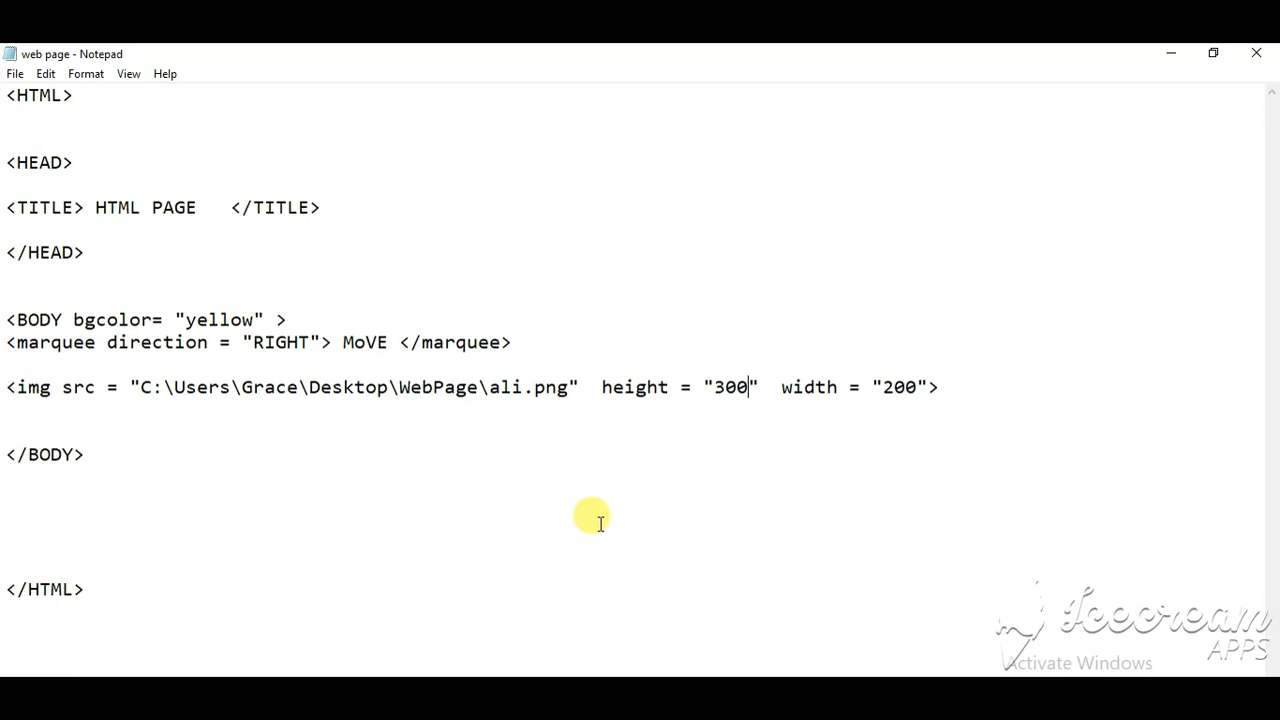 web page - Notepad
File Edit Format View Help
<HTML>
<HEAD>
<TITLE> HTML PAGE   </TITLE>
</HEAD>
<BODY bgcolor= "yellow" >
<marquee direction = "RIGHT"> MoVE </marquee>
<img src = "C:\Users\Grace\Desktop\WebPage\ali.png"  height = "300"  width = "200">
</BODY>
</HTML>
Icecream
APPS
Activate Windows